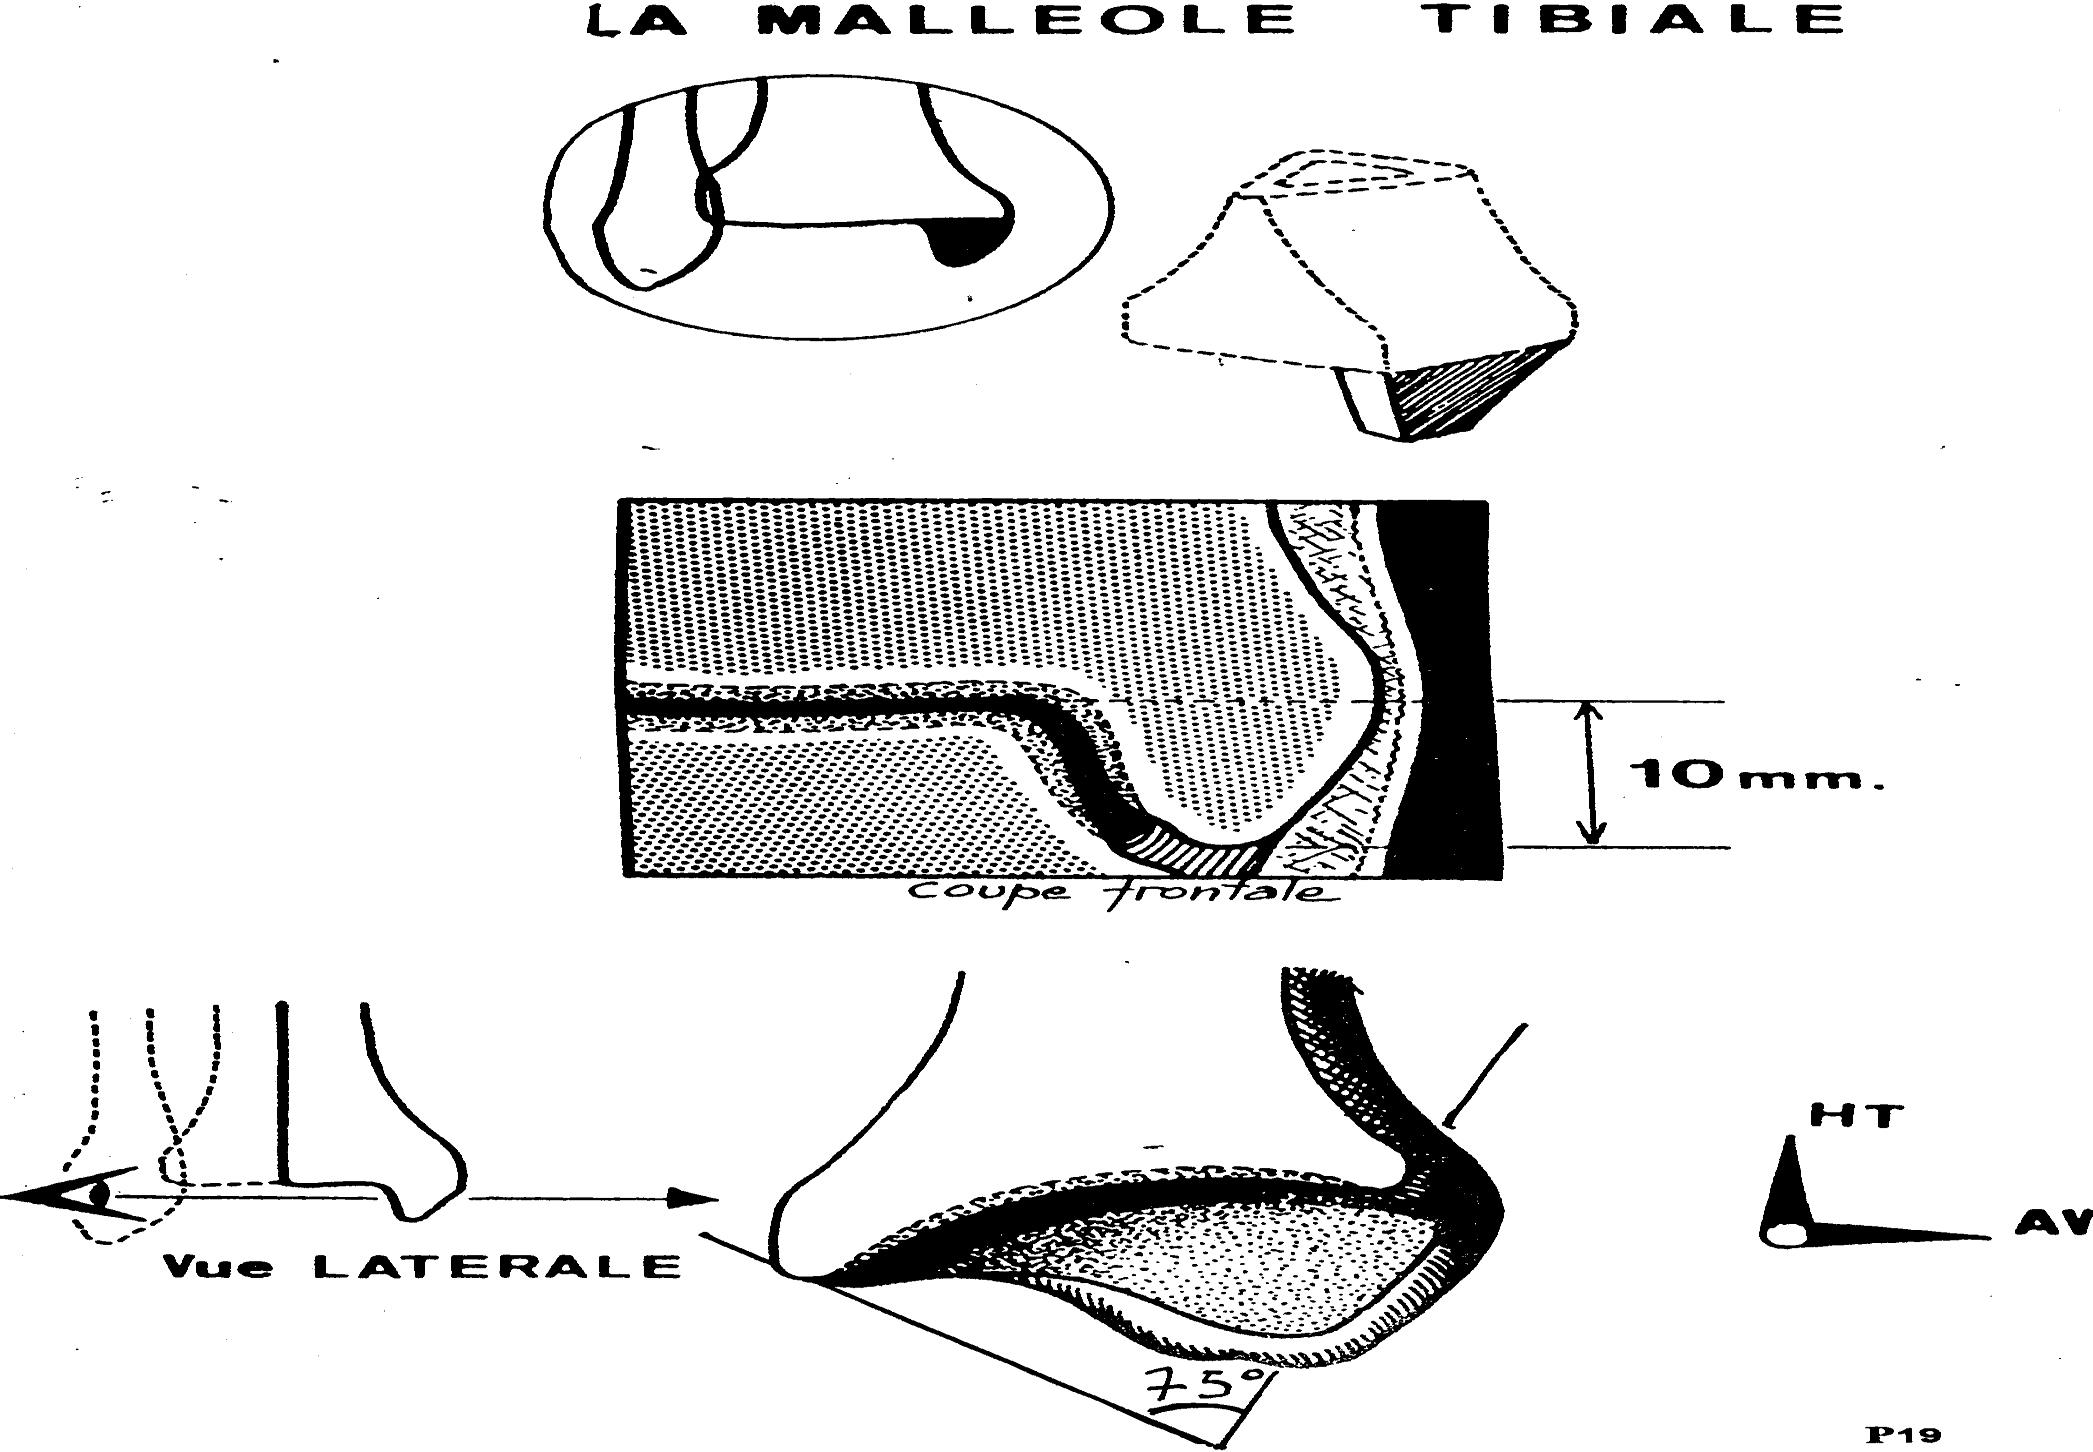 LA MALLEOLE TIBIALE
10mm.
coupe frontale
HT
AV
Vue LATERALE
75°
P19